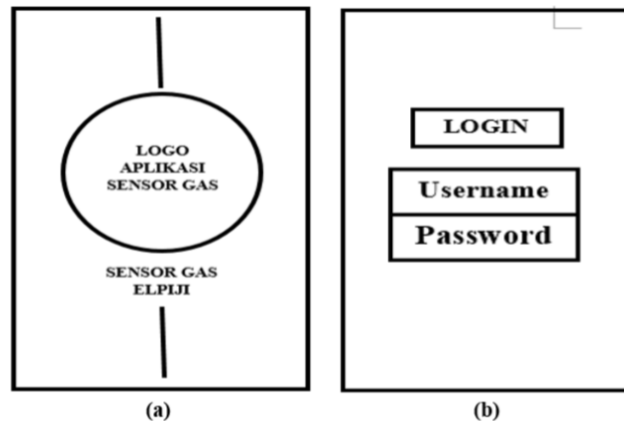 LOGO
APLIKASI
SENSOR GAS
SENSOR GAS
ELPIJI
(a)
LOGIN
Username
Password
(b)